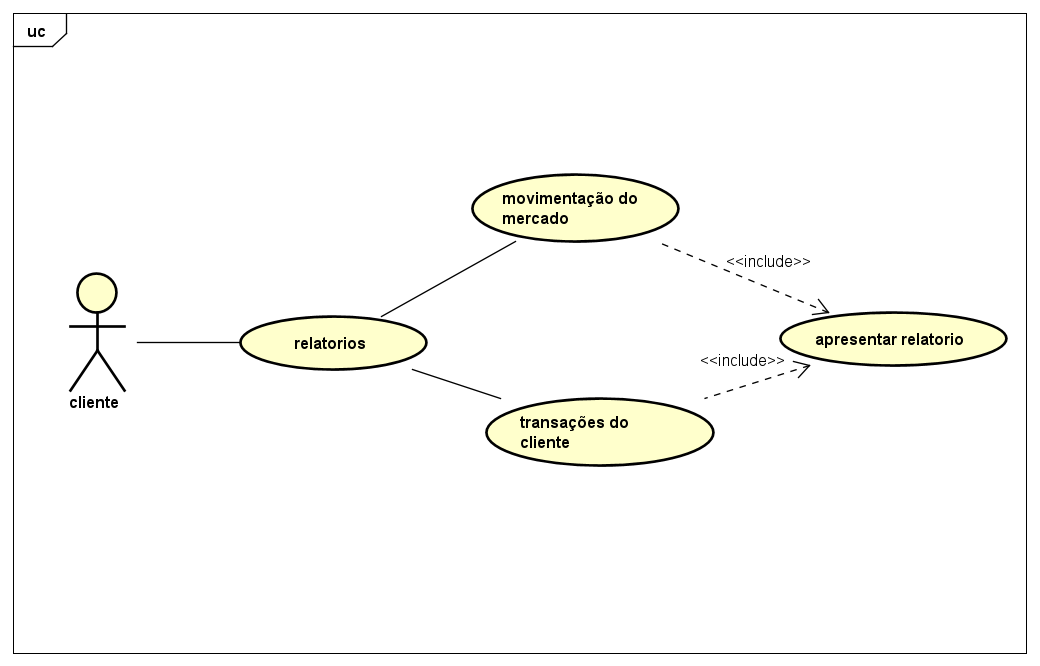 uc
movimentação do
mercado
<<include>>
relatorios
apresentar relatorio
<<include>>
cliente
transações do
cliente